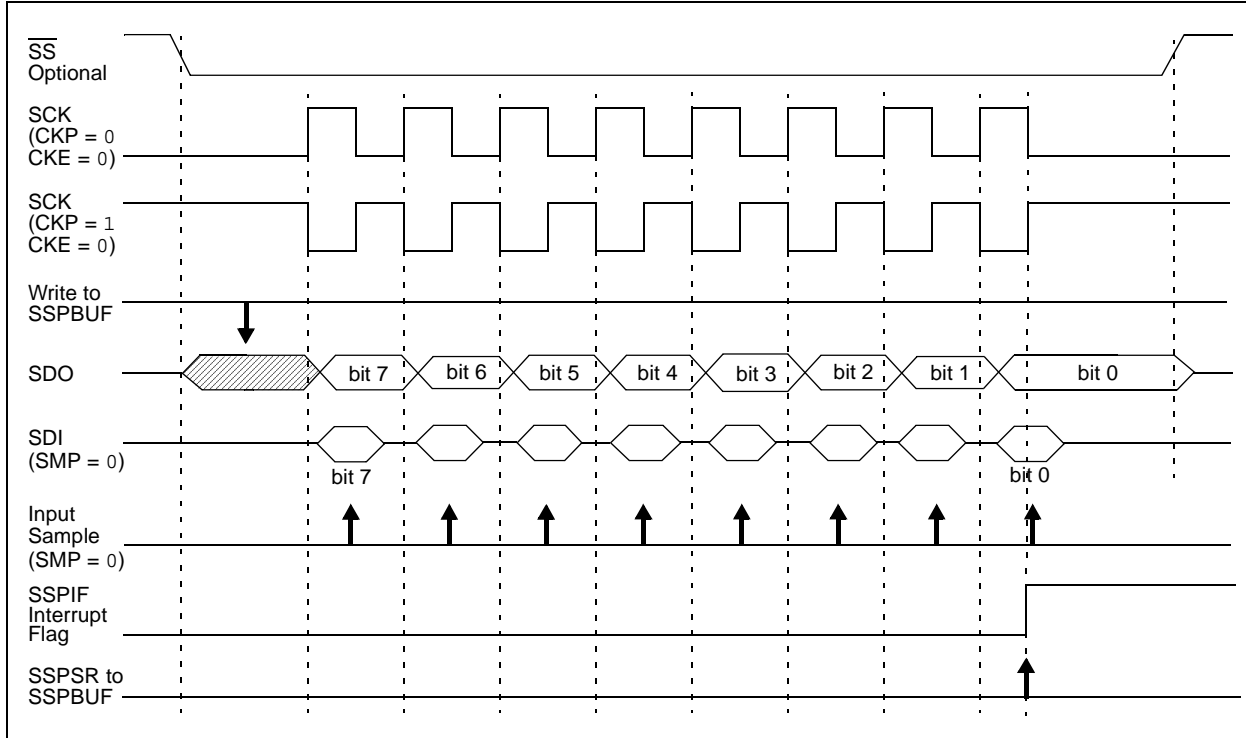 SS
Optional
SCK
(CKP = 0
CKE = 0)
SCK
(CKP = 1
CKE = 0)
Write to
SSPBUF
SDO
bit 7 bit 6 bit 5 bit 4 bit 3 bit 2 bit 1 bit 0
SDI
(SMP = 0)
bit 7 bit 0
Input
Sample
(SMP = 0)
SSPIF
Interrupt
Flag
SSPSR to
SSPBUF